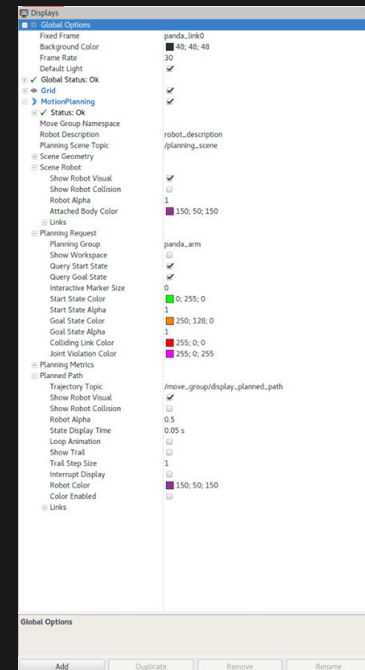 Displays
Global Options
Fixed Frame panda_link0
Background Color 48; 48; 48
Frame Rate 30
Default Light
Global Status: Ok
Grid
MotionPlanning
Status: Ok
Move Group Namespace
Robot Description robot_description
Planning Scene Topic /planning_scene
Scene Geometry
Scene Robot
Show Robot Visual
Show Robot Collision
Robot Alpha 1
Attached Body Color 150; 50; 150
Links
Planning Request
Planning Group panda_arm
Show Workspace
Query Start State
Query Goal State
Interactive Marker Size 0
Start State Color 0; 255; 0
Start State Alpha 1
Goal State Color 250; 128; 0
Goal State Alpha 1
Colliding Link Color 255; 0; 0
Joint Violation Color 255; 0; 255
Planning Metrics
Planned Path
Trajectory Topic /move_group/display_planned_path
Show Robot Visual
Show Robot Collision
Robot Alpha 0.5
State Display Time 0.05 s
Loop Animation
Show Trail
Trail Step Size 1
Interrupt Display
Robot Color 150; 50; 150
Color Enabled
Links
Global Options
Add Duplicate Remove Rename